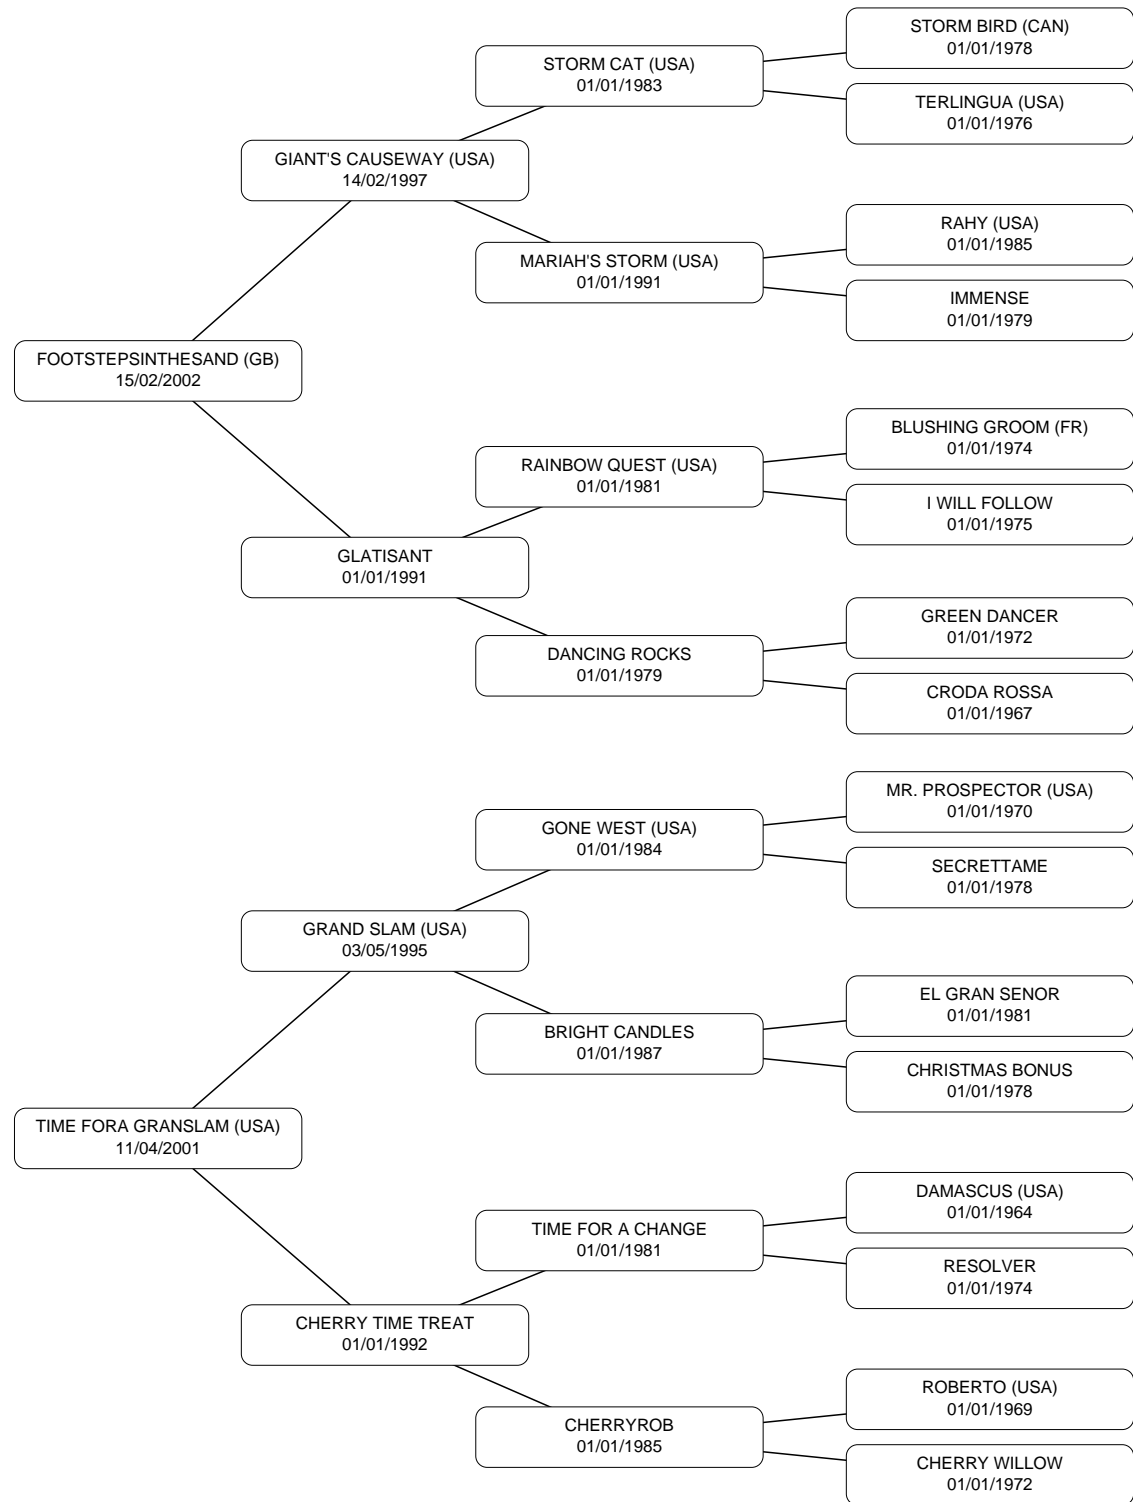 STORM BIRD (CAN)
01/01/1978
STORM CAT (USA)
01/01/1983
TERLINGUA (USA)
01/01/1976
GIANT'S CAUSEWAY (USA)
14/02/1997
RAHY (USA)
01/01/1985
MARIAH'S STORM (USA)
01/01/1991
IMMENSE
01/01/1979
FOOTSTEPSINTHESAND (GB)
15/02/2002
BLUSHING GROOM (FR)
01/01/1974
RAINBOW QUEST (USA)
01/01/1981
I WILL FOLLOW
01/01/1975
GLATISANT
01/01/1991
GREEN DANCER
01/01/1972
DANCING ROCKS
01/01/1979
CRODA ROSSA
01/01/1967
MR. PROSPECTOR (USA)
01/01/1970
GONE WEST (USA)
01/01/1984
SECRETTAME
01/01/1978
GRAND SLAM (USA)
03/05/1995
EL GRAN SENOR
01/01/1981
BRIGHT CANDLES
01/01/1987
CHRISTMAS BONUS
01/01/1978
TIME FORA GRANSLAM (USA)
11/04/2001
DAMASCUS (USA)
01/01/1964
TIME FOR A CHANGE
01/01/1981
RESOLVER
01/01/1974
CHERRY TIME TREAT
01/01/1992
ROBERTO (USA)
01/01/1969
CHERRYROB
01/01/1985
CHERRY WILLOW
01/01/1972